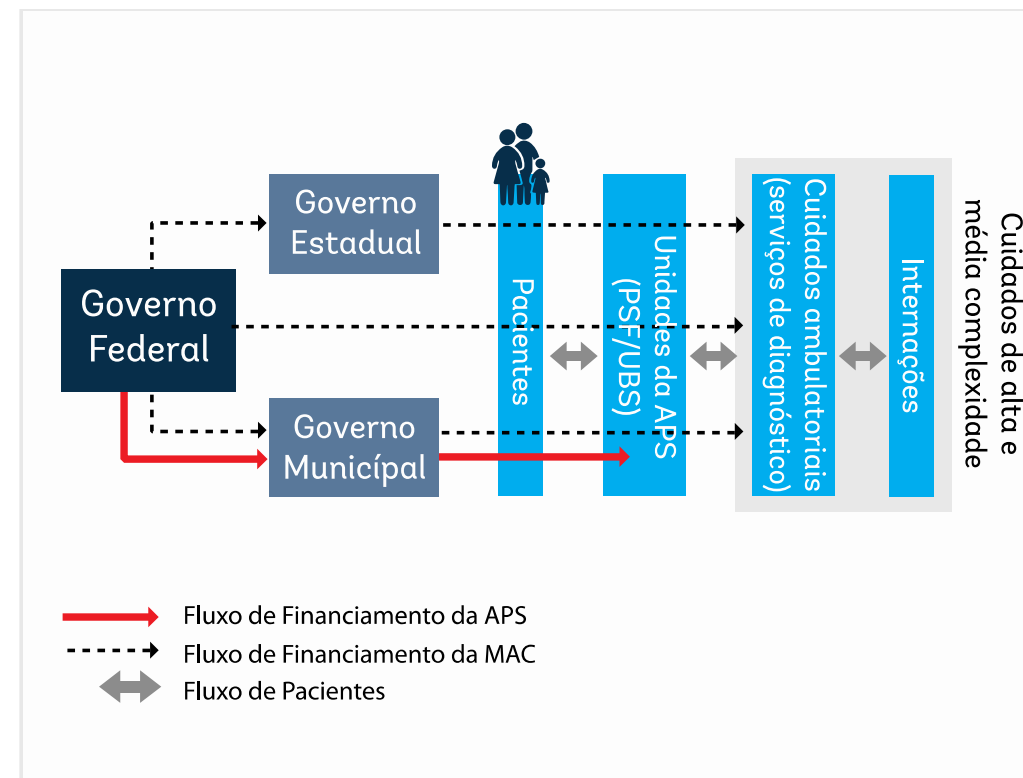 Governo
Estadual
Governo
Federal
Governo
Municípal
Pacientes
Unidades da APS
(PSF/UBS)
Cuidados ambulatoriais
(serviços de diagnóstico)
Internações
Cuidados de alta e
média complexidade
Fluxo de Financiamento da APS
Fluxo de Financiamento da MAC
Fluxo de Pacientes